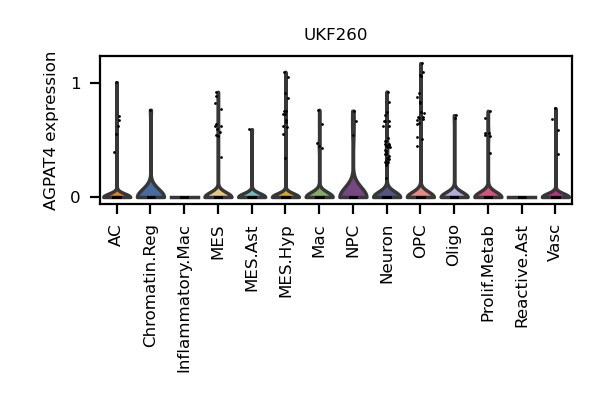 UKF260
AGPAT4 expression
1
0
AC
Chromatin.Reg
Inflammatory.Mac
MES
MES.Ast
MES.Hyp
Mac
NPC
Neuron
OPC
Oligo
Prolif.Metab
Reactive.Ast
Vasc